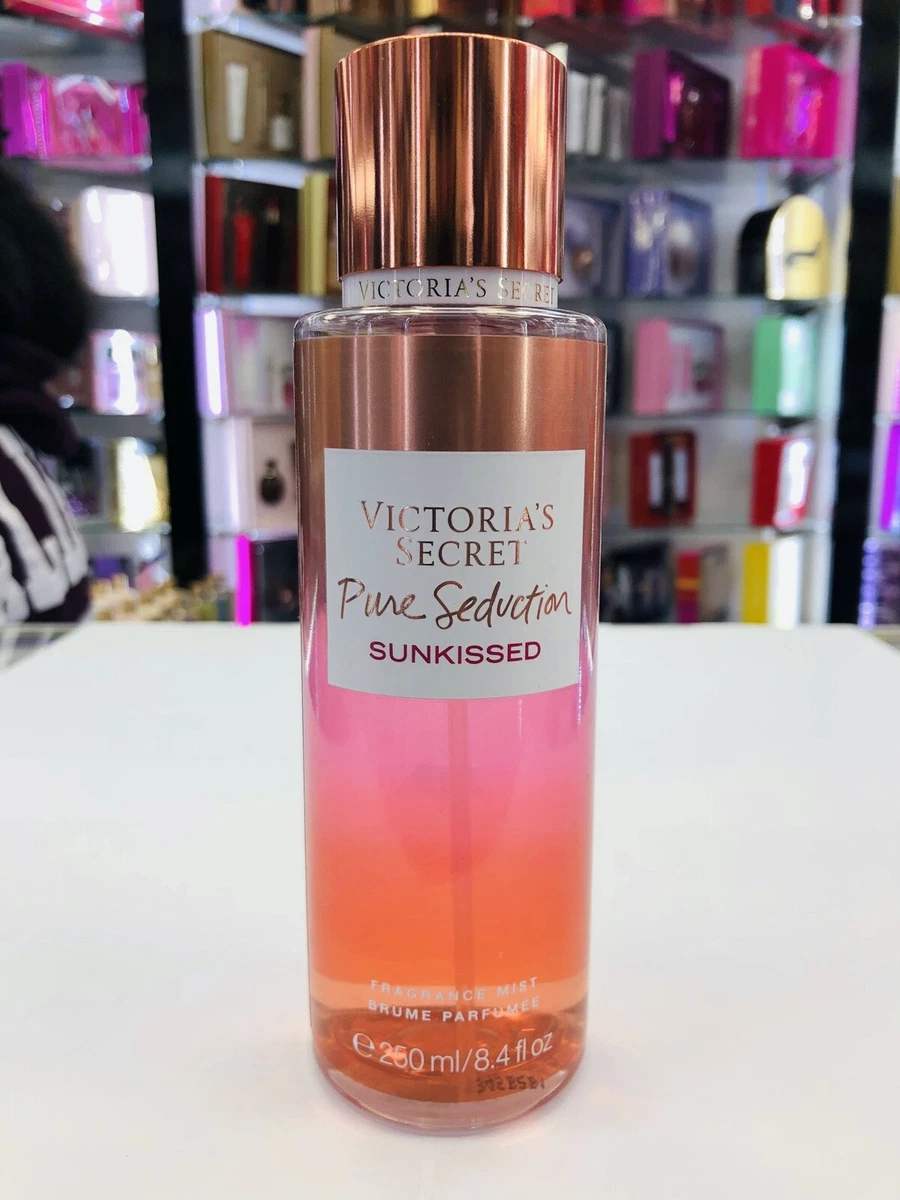 VICTORIA'S SECRET
VICTORIA'S
SECRET
Pure Seduction
SUNKISSED
FRAGRANCE MIST
BRUME PARFUMÉE
℮ 250 ml/8.4 fl oz